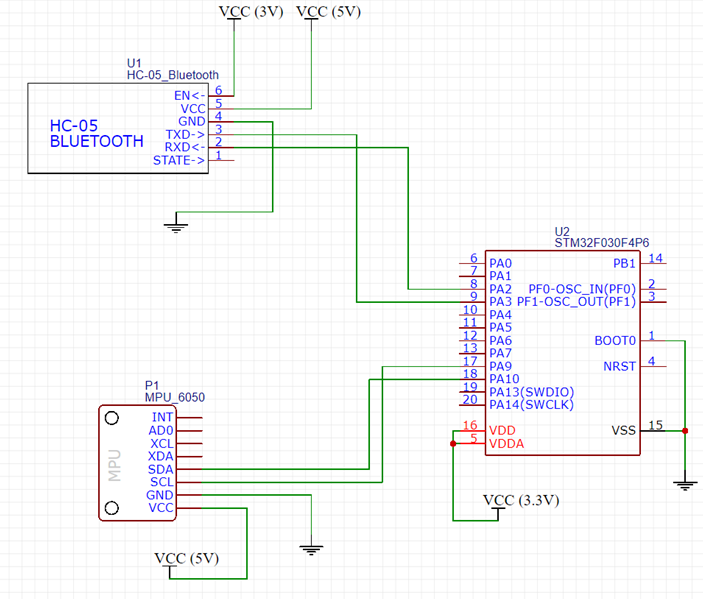 VCC (3V) VCC (5V)
U1
HC-05_Bluetooth
HC-05
BLUETOOTH
EN<- 6
VCC 5
GND 4
TXD-> 3
RXD<- 2
STATE-> 1
U2
STM32F030F4P6
6 PA0 PB1 14
7 PA1
8 PA2 PF0-OSC_IN(PF0) 2
9 PA3 PF1-OSC_OUT(PF1) 3
10 PA4
11 PA5
12 PA6 BOOT0 1
13 PA7
17 PA9 NRST 4
18 PA10
19 PA13(SWDIO)
20 PA14(SWCLK)
16 VDD VSS 15
5 VDDA
VCC (3.3V)
P1
MPU_6050
MPU
INT
AD0
XCL
XDA
SDA
SCL
GND
VCC
VCC (5V)